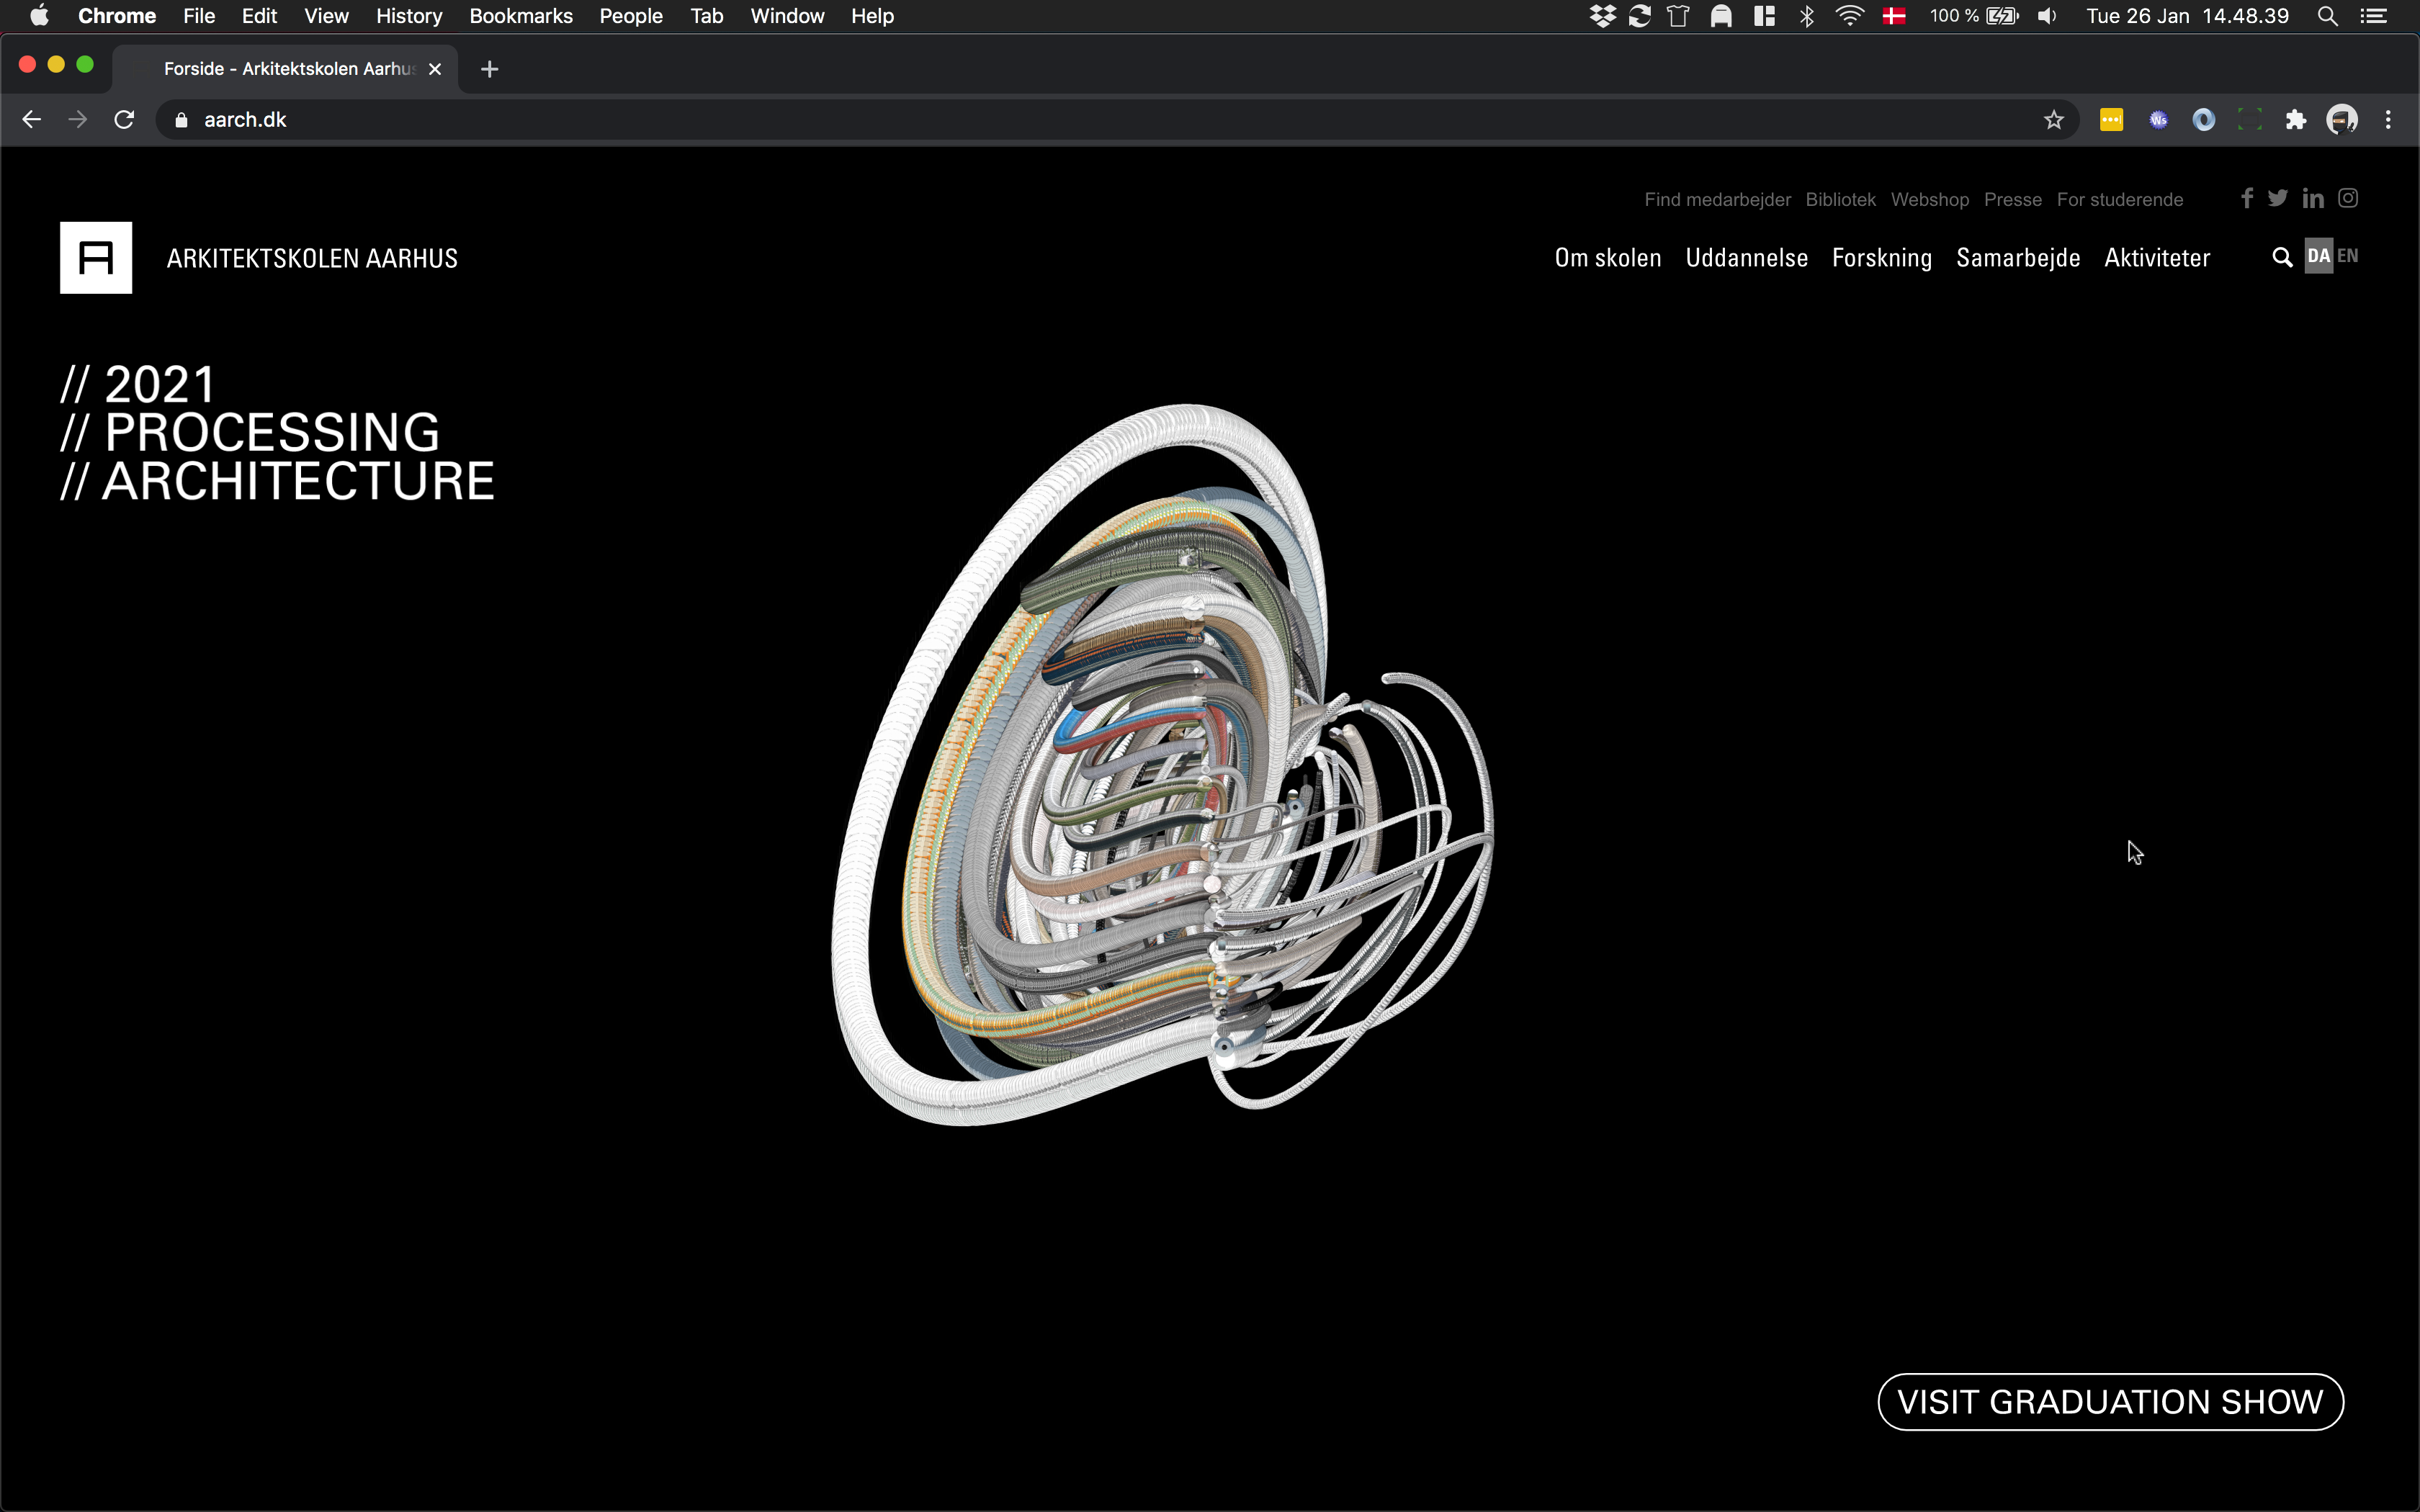 Chrome File Edit View History Bookmarks People Tab Window Help 100 % Tue 26 Jan 14.48.39
Forside - Arkitektskolen Aarhus
aarch.dk
Find medarbejder Bibliotek Webshop Presse For studerende
ARKITEKTSKOLEN AARHUS
Om skolen Uddannelse Forskning Samarbejde Aktiviteter DA EN
// 2021
// PROCESSING
// ARCHITECTURE
VISIT GRADUATION SHOW